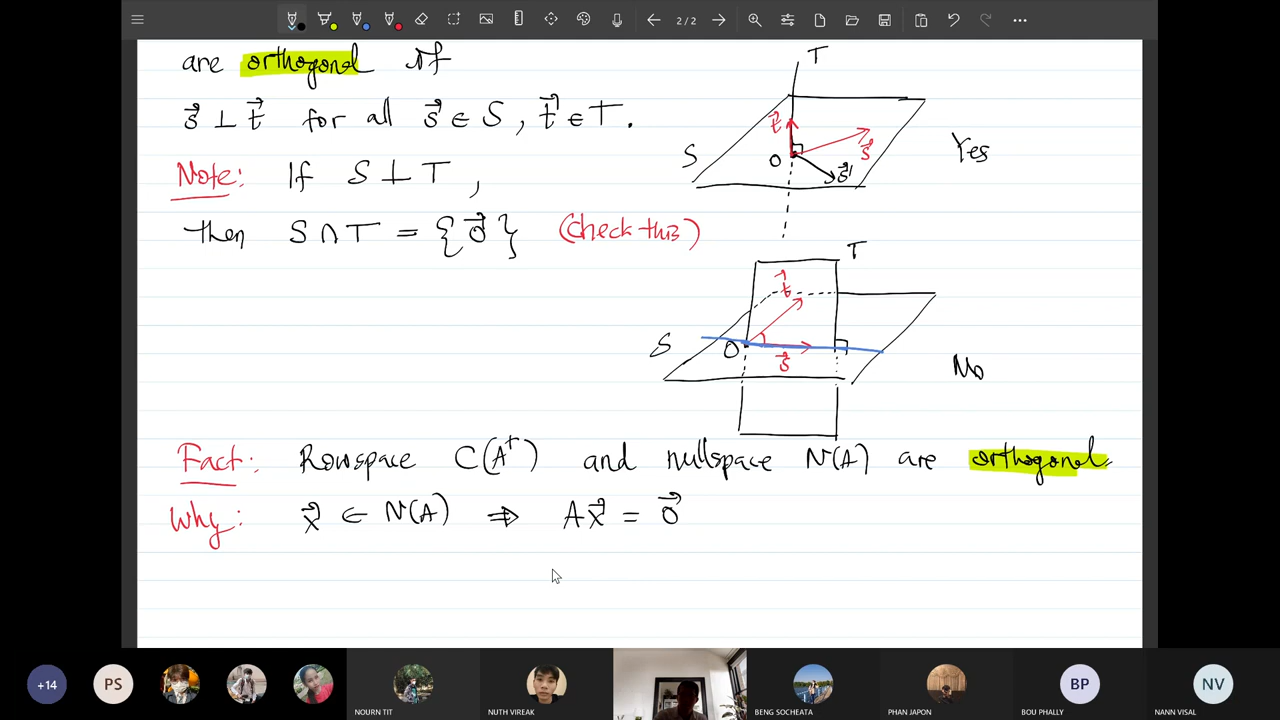 2/2
are orthogonal if
s⃗ ⊥ t⃗ for all s⃗ ∈ S, t⃗ ∈ T.
Note: If S ⊥ T,
then S ∩ T = {0⃗} (Check this)
T
t⃗
S
O
s⃗
s⃗'
Yes
T
t⃗
S
O
s⃗
No
Fact: Rowspace C(Aᵀ) and nullspace N(A) are orthogonal.
Why: x⃗ ∈ N(A) ⇒ Ax⃗ = 0⃗
+14
PS
NOURN TIT
NUTH VIREAK
BENG SOCHEATA
PHAN JAPON
BP
BOU PHALLY
NV
NANN VISAL